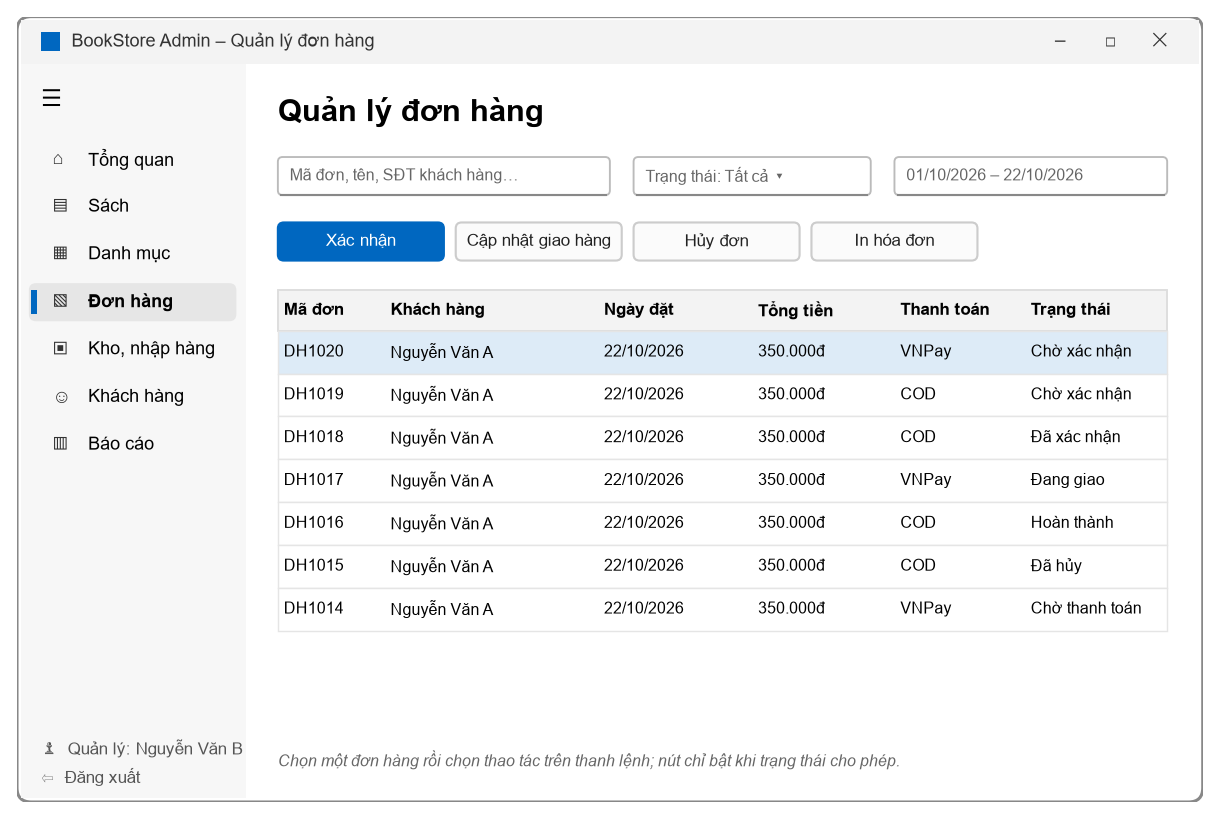 BookStore Admin – Quản lý đơn hàng
Tổng quan
Sách
Danh mục
Đơn hàng
Kho, nhập hàng
Khách hàng
Báo cáo
Quản lý: Nguyễn Văn B
Đăng xuất
Quản lý đơn hàng
Mã đơn, tên, SĐT khách hàng… Trạng thái: Tất cả ▾ 01/10/2026 – 22/10/2026
Xác nhận Cập nhật giao hàng Hủy đơn In hóa đơn
Mã đơn Khách hàng Ngày đặt Tổng tiền Thanh toán Trạng thái
DH1020 Nguyễn Văn A 22/10/2026 350.000đ VNPay Chờ xác nhận
DH1019 Nguyễn Văn A 22/10/2026 350.000đ COD Chờ xác nhận
DH1018 Nguyễn Văn A 22/10/2026 350.000đ COD Đã xác nhận
DH1017 Nguyễn Văn A 22/10/2026 350.000đ VNPay Đang giao
DH1016 Nguyễn Văn A 22/10/2026 350.000đ COD Hoàn thành
DH1015 Nguyễn Văn A 22/10/2026 350.000đ COD Đã hủy
DH1014 Nguyễn Văn A 22/10/2026 350.000đ VNPay Chờ thanh toán
Chọn một đơn hàng rồi chọn thao tác trên thanh lệnh; nút chỉ bật khi trạng thái cho phép.